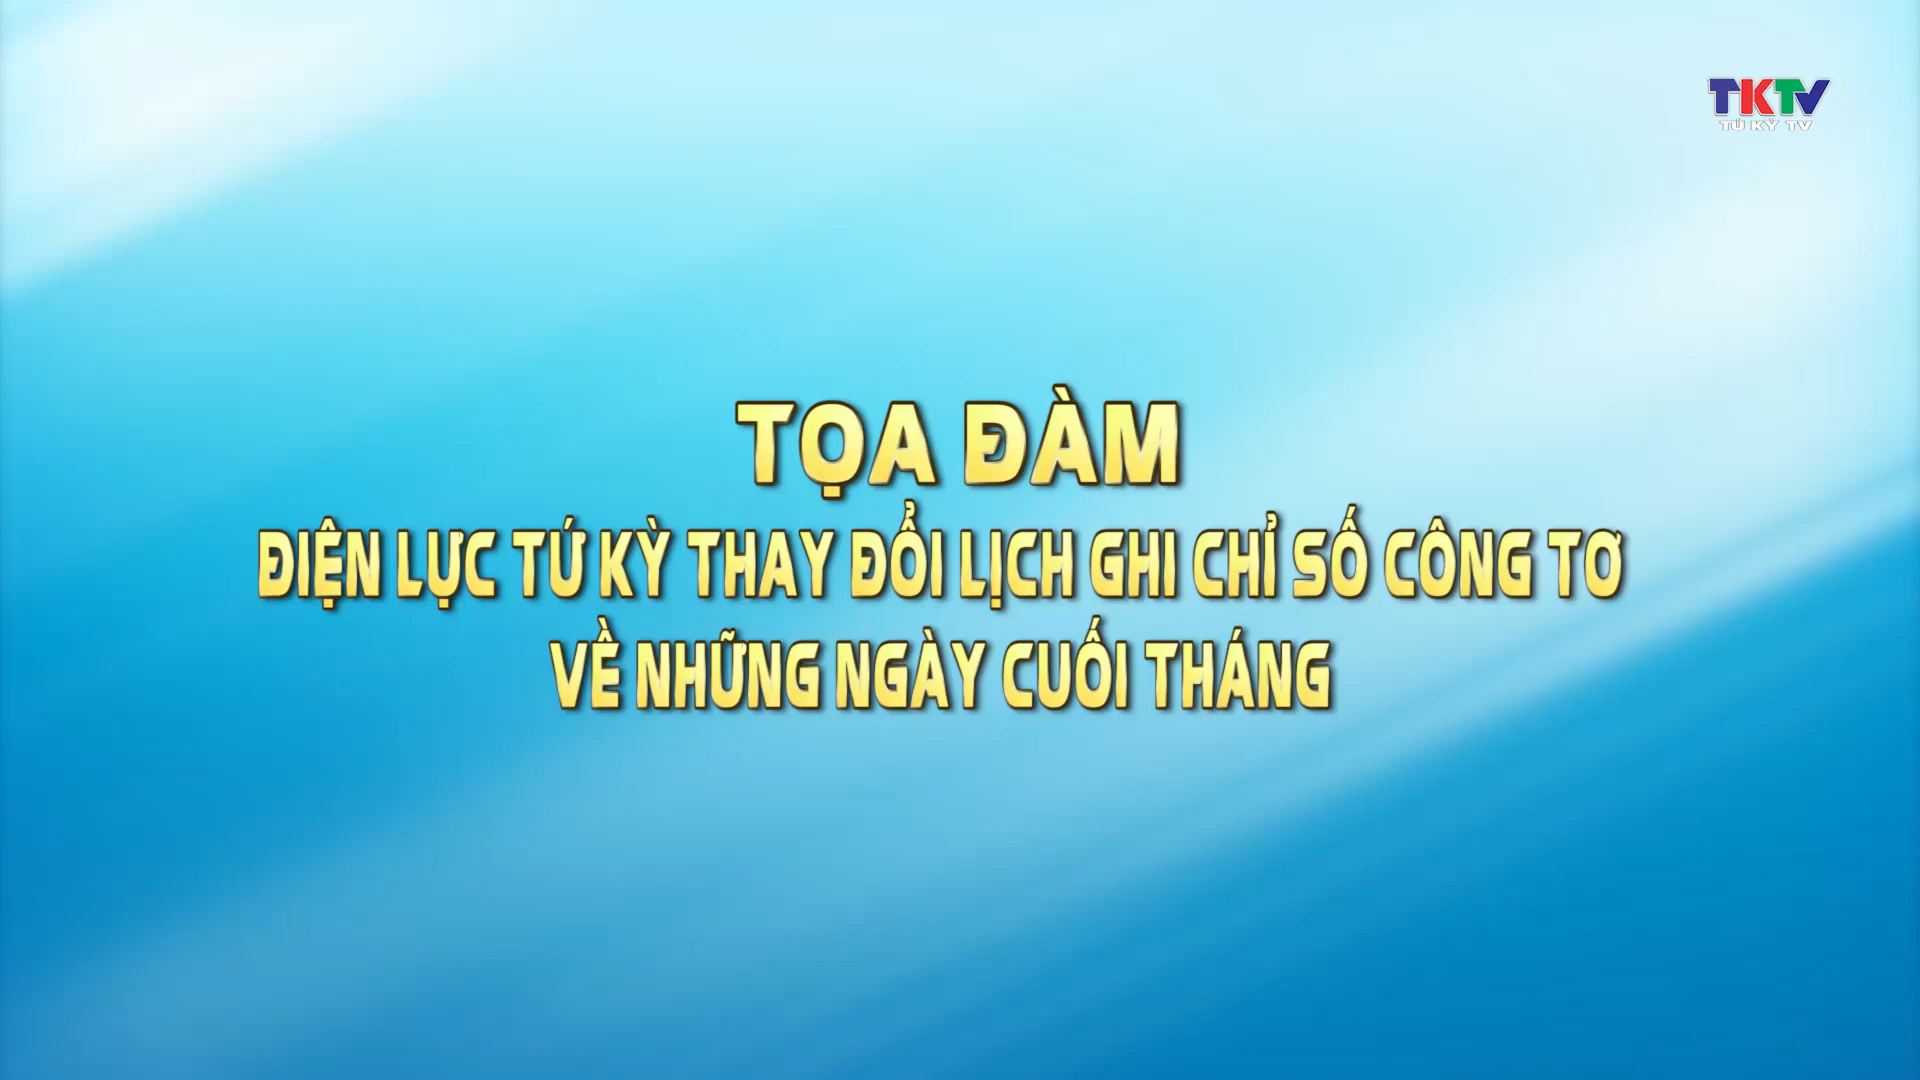 TKTV
TỨ KỲ TV
TỌA ĐÀM
ĐIỆN LỰC TỨ KỲ THAY ĐỔI LỊCH GHI CHỈ SỐ CÔNG TƠ
VỀ NHỮNG NGÀY CUỐI THÁNG